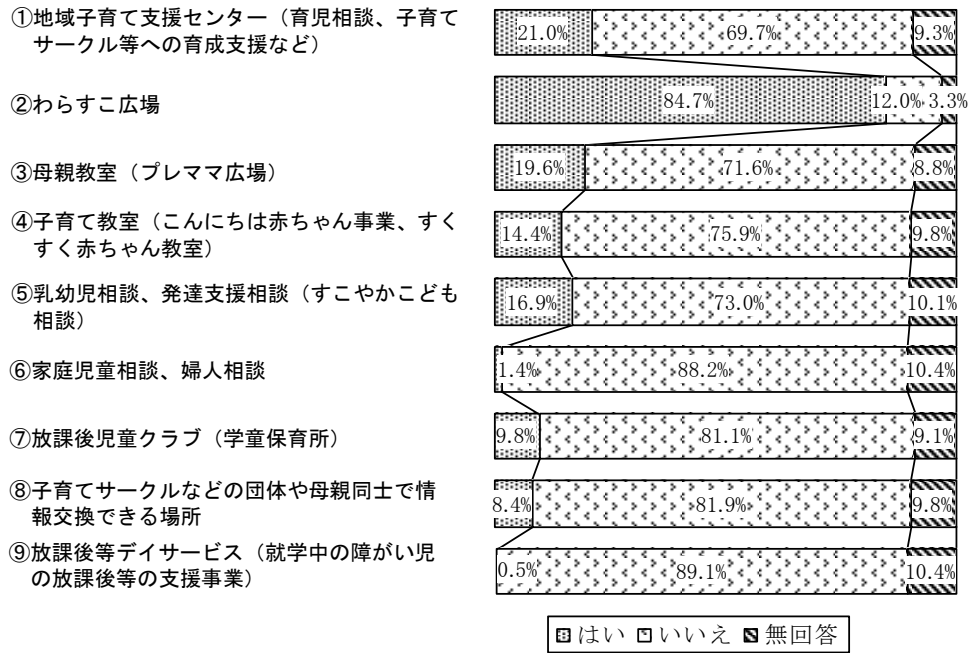 ①地域子育て支援センター（育児相談、子育て
サークル等への育成支援など）
21.0% 69.7% 9.3%
②わらすこ広場
84.7% 12.0% 3.3%
③母親教室（プレママ広場）
19.6% 71.6% 8.8%
④子育て教室（こんにちは赤ちゃん事業、すく
すく赤ちゃん教室）
14.4% 75.9% 9.8%
⑤乳幼児相談、発達支援相談（すこやかこども
相談）
16.9% 73.0% 10.1%
⑥家庭児童相談、婦人相談
1.4% 88.2% 10.4%
⑦放課後児童クラブ（学童保育所）
9.8% 81.1% 9.1%
⑧子育てサークルなどの団体や母親同士で情
報交換できる場所
8.4% 81.9% 9.8%
⑨放課後等デイサービス（就学中の障がい児
の放課後等の支援事業）
0.5% 89.1% 10.4%
はい いいえ 無回答